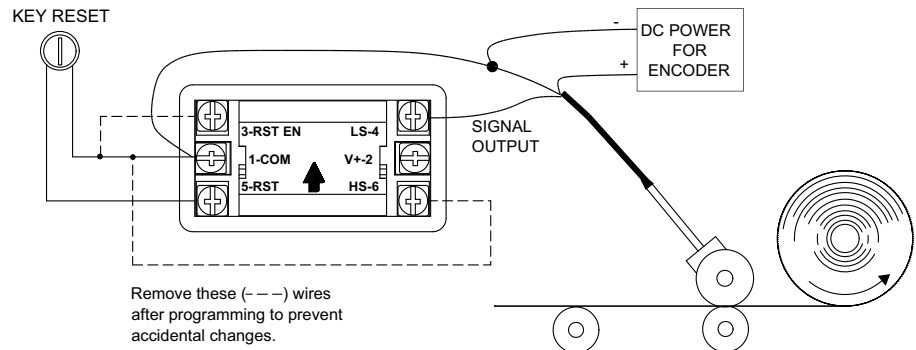 KEY RESET
-
DC POWER
FOR
ENCODER
+
SIGNAL
OUTPUT
3-RST EN
LS-4
1-COM
V+-2
5-RST
HS-6
Remove these (– – –) wires
after programming to prevent
accidental changes.